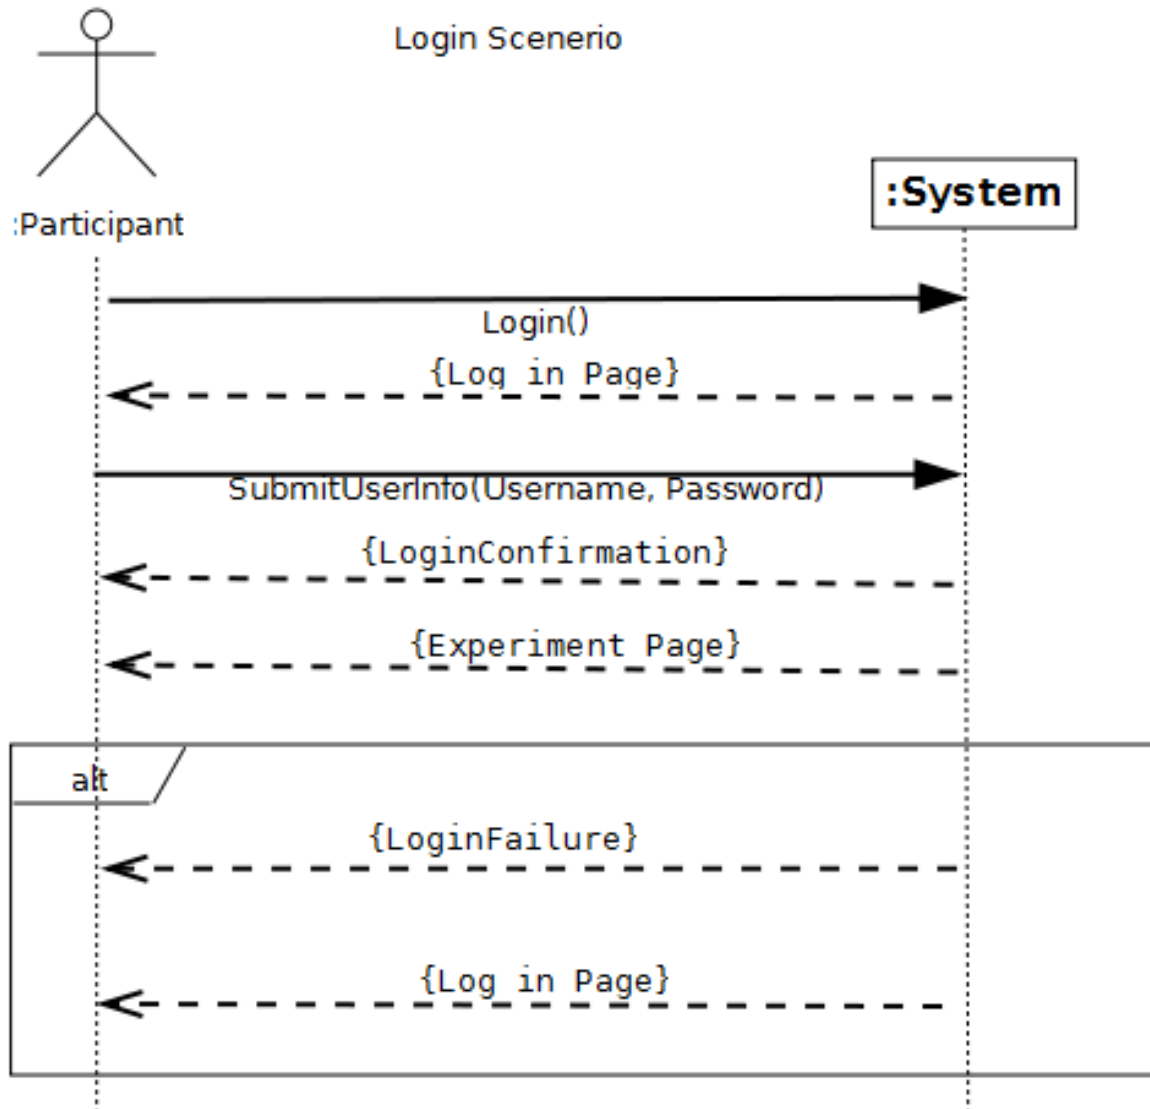 Login Scenerio
:System
:Participant
Login()
{Log in Page}
SubmitUserInfo(Username, Password)
{LoginConfirmation}
{Experiment Page}
alt
{LoginFailure}
{Log in Page}